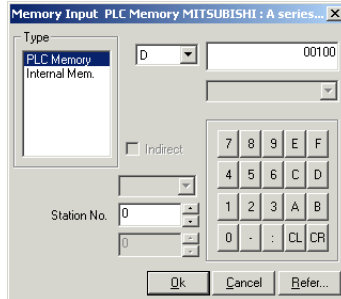 Memory Input PLC Memory MITSUBISHI : A series...
Type
PLC Memory
Internal Mem.
D
00100
Indirect
7 8 9 E F
4 5 6 C D
1 2 3 A B
0 - : CL CR
Station No.
0
0
Ok Cancel Refer...